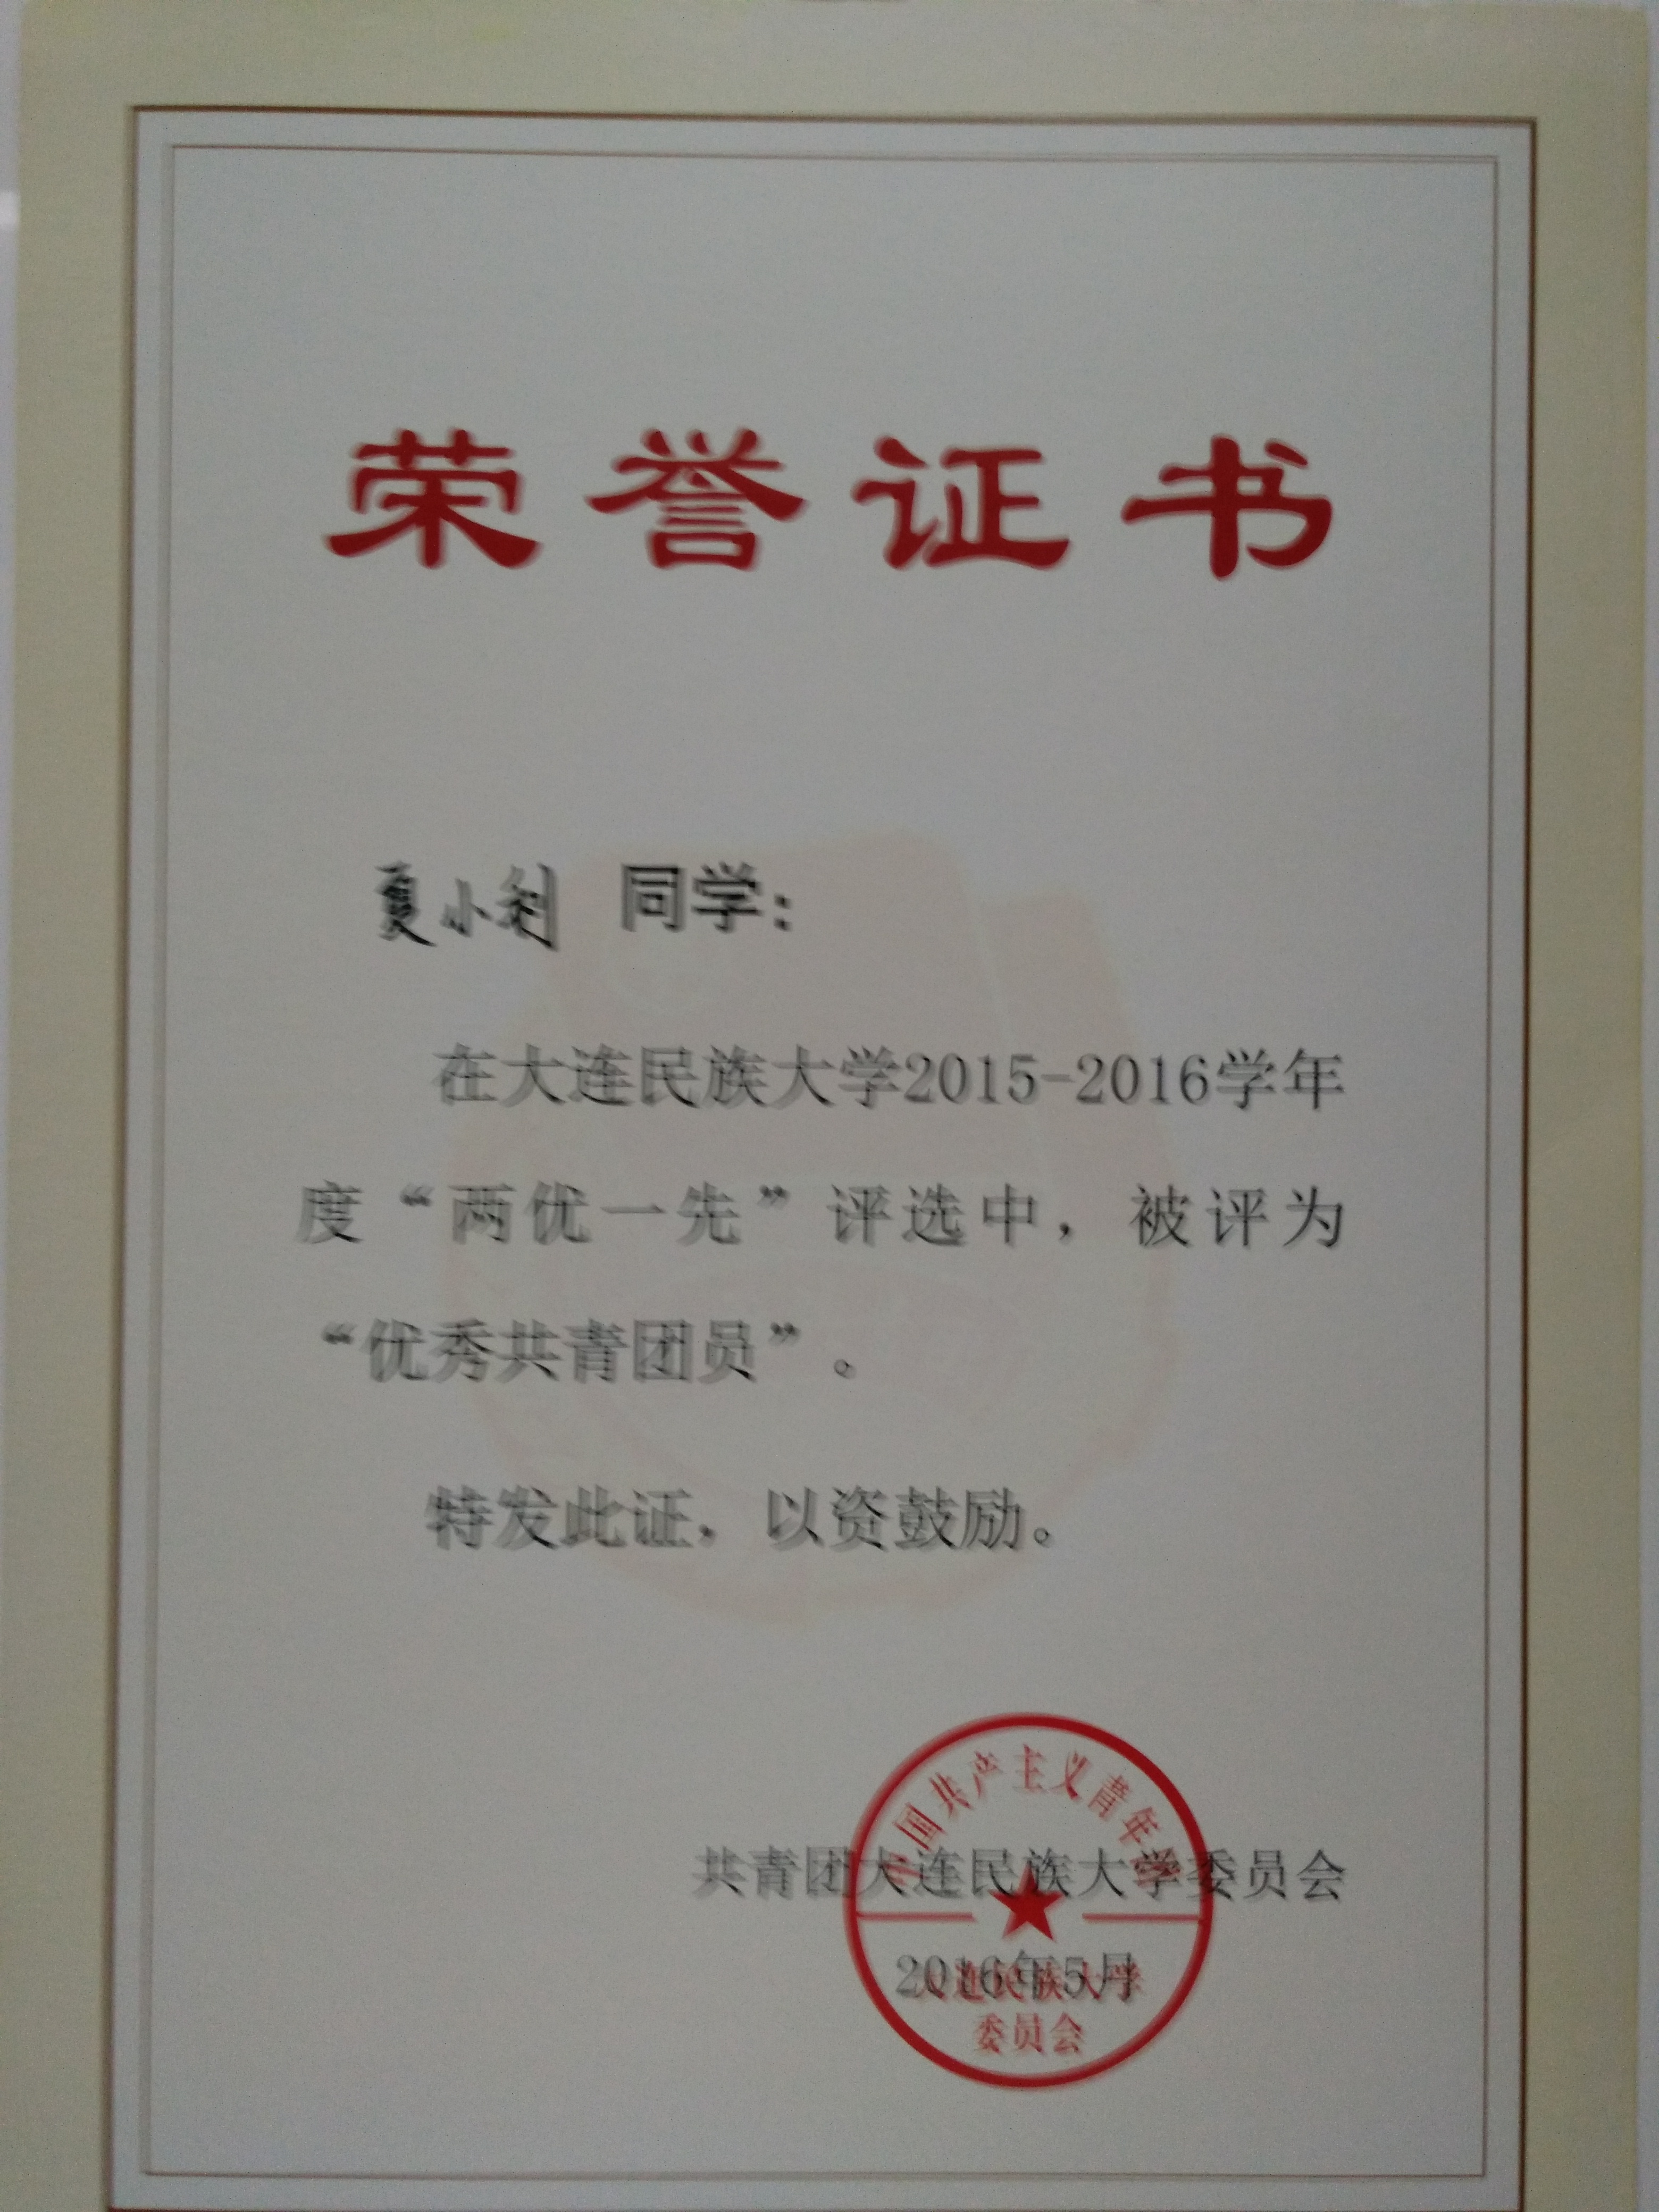 荣誉证书
夏小利 同学：
在大连民族大学2015-2016学年
度“两优一先”评选中，被评为
“优秀共青团员”。
特发此证，以资鼓励。
共青团大连民族大学委员会
2016年5月
中国共产主义青年团
大连民族大学
委员会